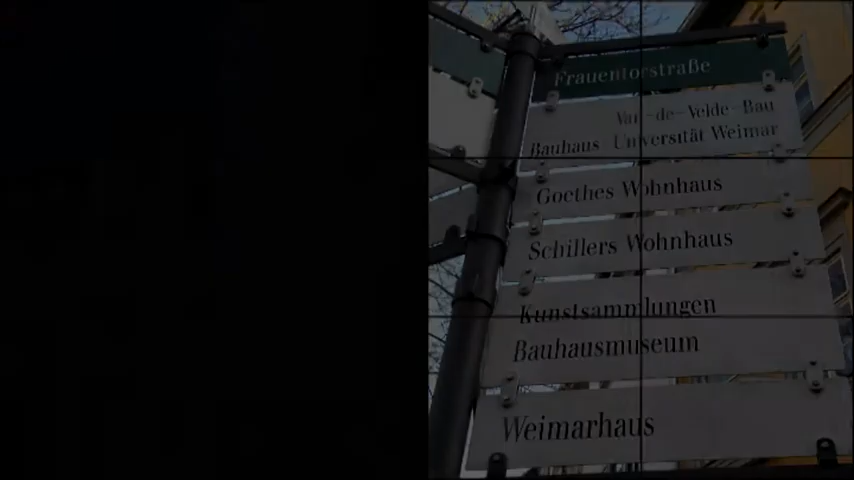 Frauentorstraße
Van-de-Velde-Bau
Bauhaus Universität Weimar
Goethes Wohnhaus
Schillers Wohnhaus
Kunstsammlungen
Bauhausmuseum
Weimarhaus